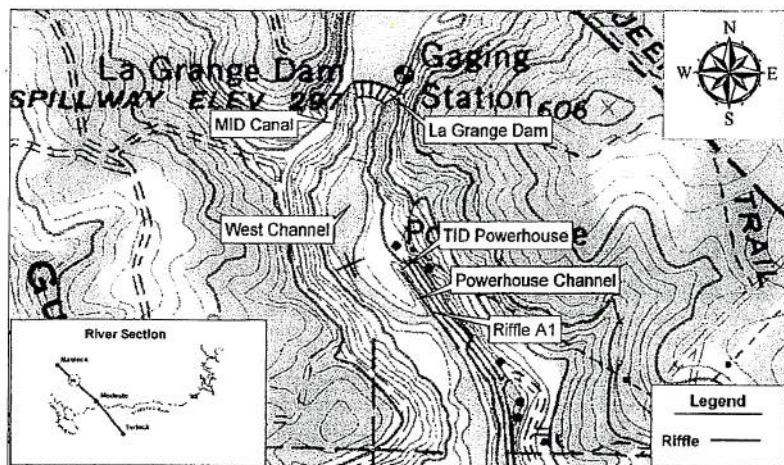 La Grange Dam
Gaging
Station
SPILLWAY ELEV 297
606
MID Canal
La Grange Dam
West Channel
TID Powerhouse
Powerhouse Channel
Riffle A1
TRAIL
N
W E
S
River Section
Manteca
Modesto
Turlock
Legend
Riffle